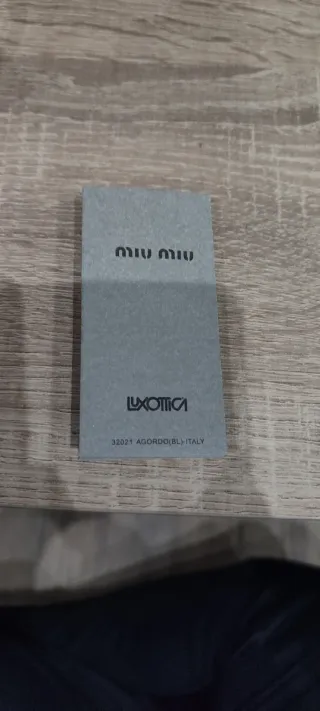 miu miu
LUXOTTICA
32021 AGORDO(BL) ITALY